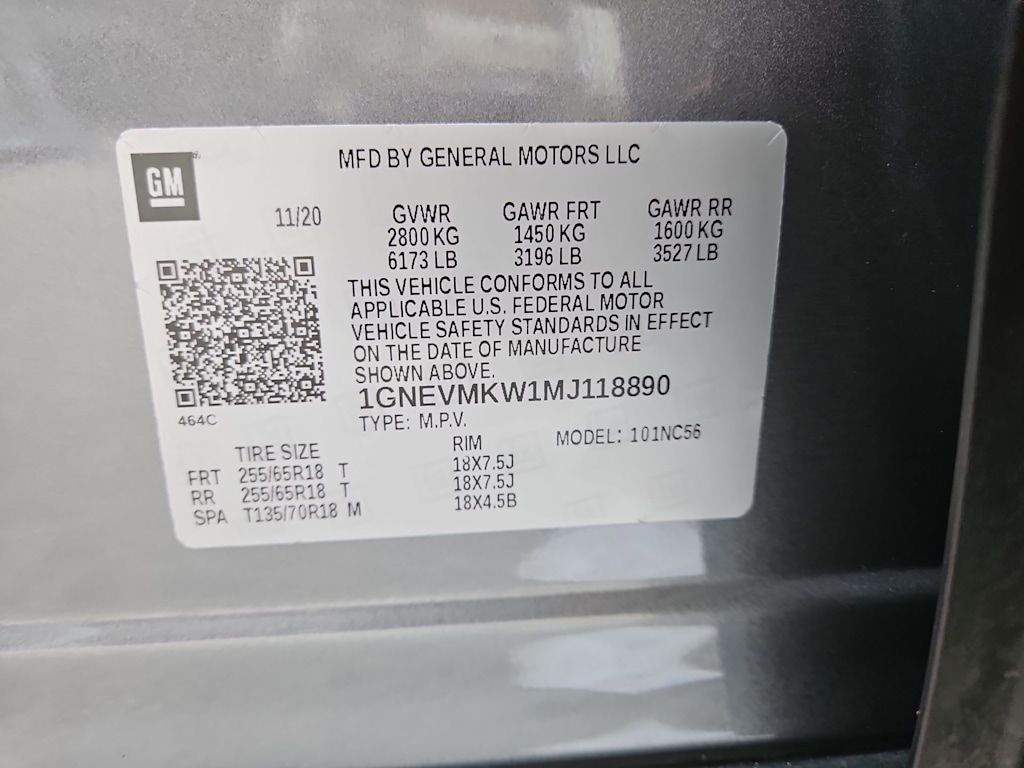 GM
MFD BY GENERAL MOTORS LLC
11/20 GVWR GAWR FRT GAWR RR
2800 KG 1450 KG 1600 KG
6173 LB 3196 LB 3527 LB
THIS VEHICLE CONFORMS TO ALL
APPLICABLE U.S. FEDERAL MOTOR
VEHICLE SAFETY STANDARDS IN EFFECT
ON THE DATE OF MANUFACTURE
SHOWN ABOVE.
1GNEVMKW1MJ118890
464C
TYPE: M.P.V. MODEL: 101NC56
TIRE SIZE RIM
FRT 255/65R18 T 18X7.5J
RR 255/65R18 T 18X7.5J
SPA T135/70R18 M 18X4.5B